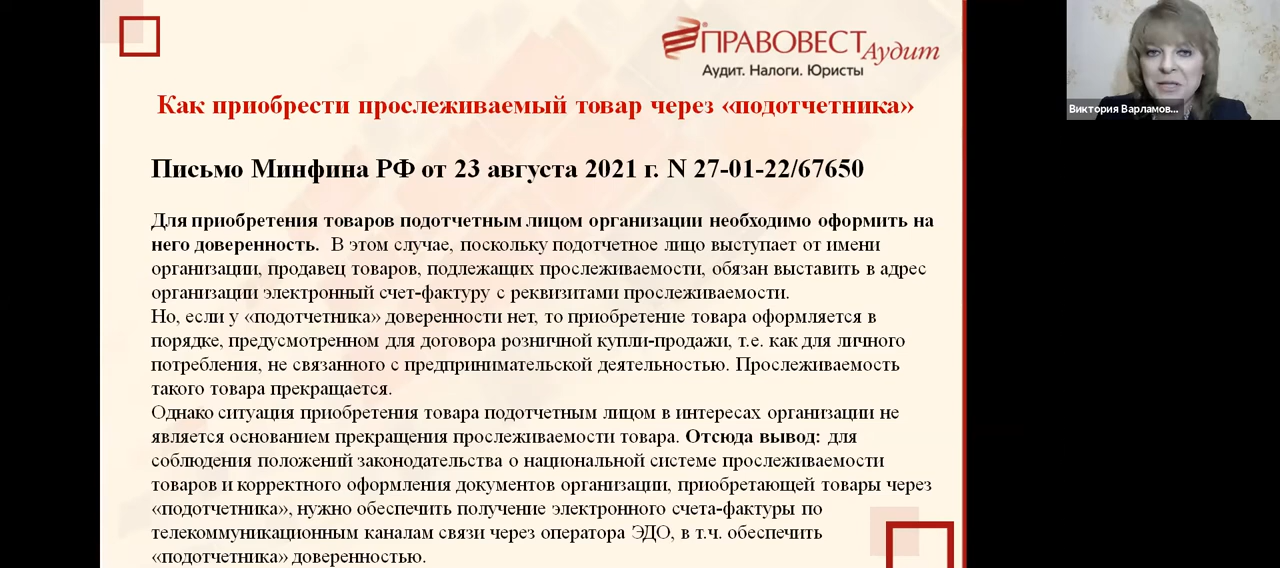 ПРАВОВЕСТ Аудит
Аудит. Налоги. Юристы
Виктория Варламов...
Как приобрести прослеживаемый товар через «подотчетника»
Письмо Минфина РФ от 23 августа 2021 г. N 27-01-22/67650
Для приобретения товаров подотчетным лицом организации необходимо оформить на
него доверенность. В этом случае, поскольку подотчетное лицо выступает от имени
организации, продавец товаров, подлежащих прослеживаемости, обязан выставить в адрес
организации электронный счет-фактуру с реквизитами прослеживаемости.
Но, если у «подотчетника» доверенности нет, то приобретение товара оформляется в
порядке, предусмотренном для договора розничной купли-продажи, т.е. как для личного
потребления, не связанного с предпринимательской деятельностью. Прослеживаемость
такого товара прекращается.
Однако ситуация приобретения товара подотчетным лицом в интересах организации не
является основанием прекращения прослеживаемости товара. Отсюда вывод: для
соблюдения положений законодательства о национальной системе прослеживаемости
товаров и корректного оформления документов организации, приобретающей товары через
«подотчетника», нужно обеспечить получение электронного счета-фактуры по
телекоммуникационным каналам связи через оператора ЭДО, в т.ч. обеспечить
«подотчетника» доверенностью.